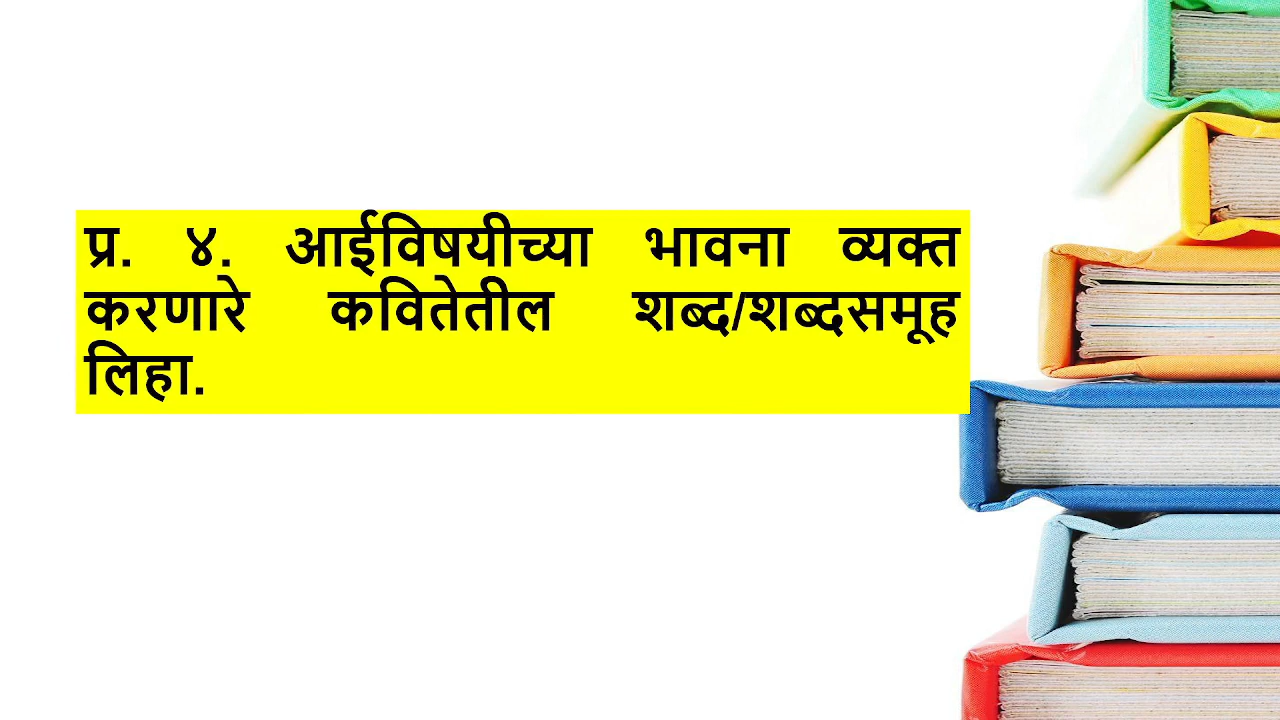 प्र. ४. आईविषयीच्या भावना व्यक्त
करणारे कवितेतील शब्द/शब्दसमूह
लिहा.